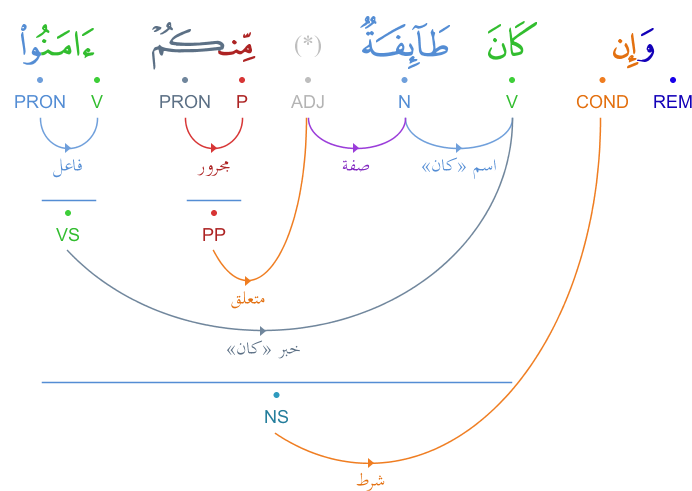 وَإِن كَانَ طَآئِفَةٌ (*) مِّنكُمْ ءَامَنُوا۟
REM COND V N ADJ P PRON V PRON
اسم «كان» صفة مجرور فاعل
PP VS
متعلق
خبر «كان»
NS
شرط